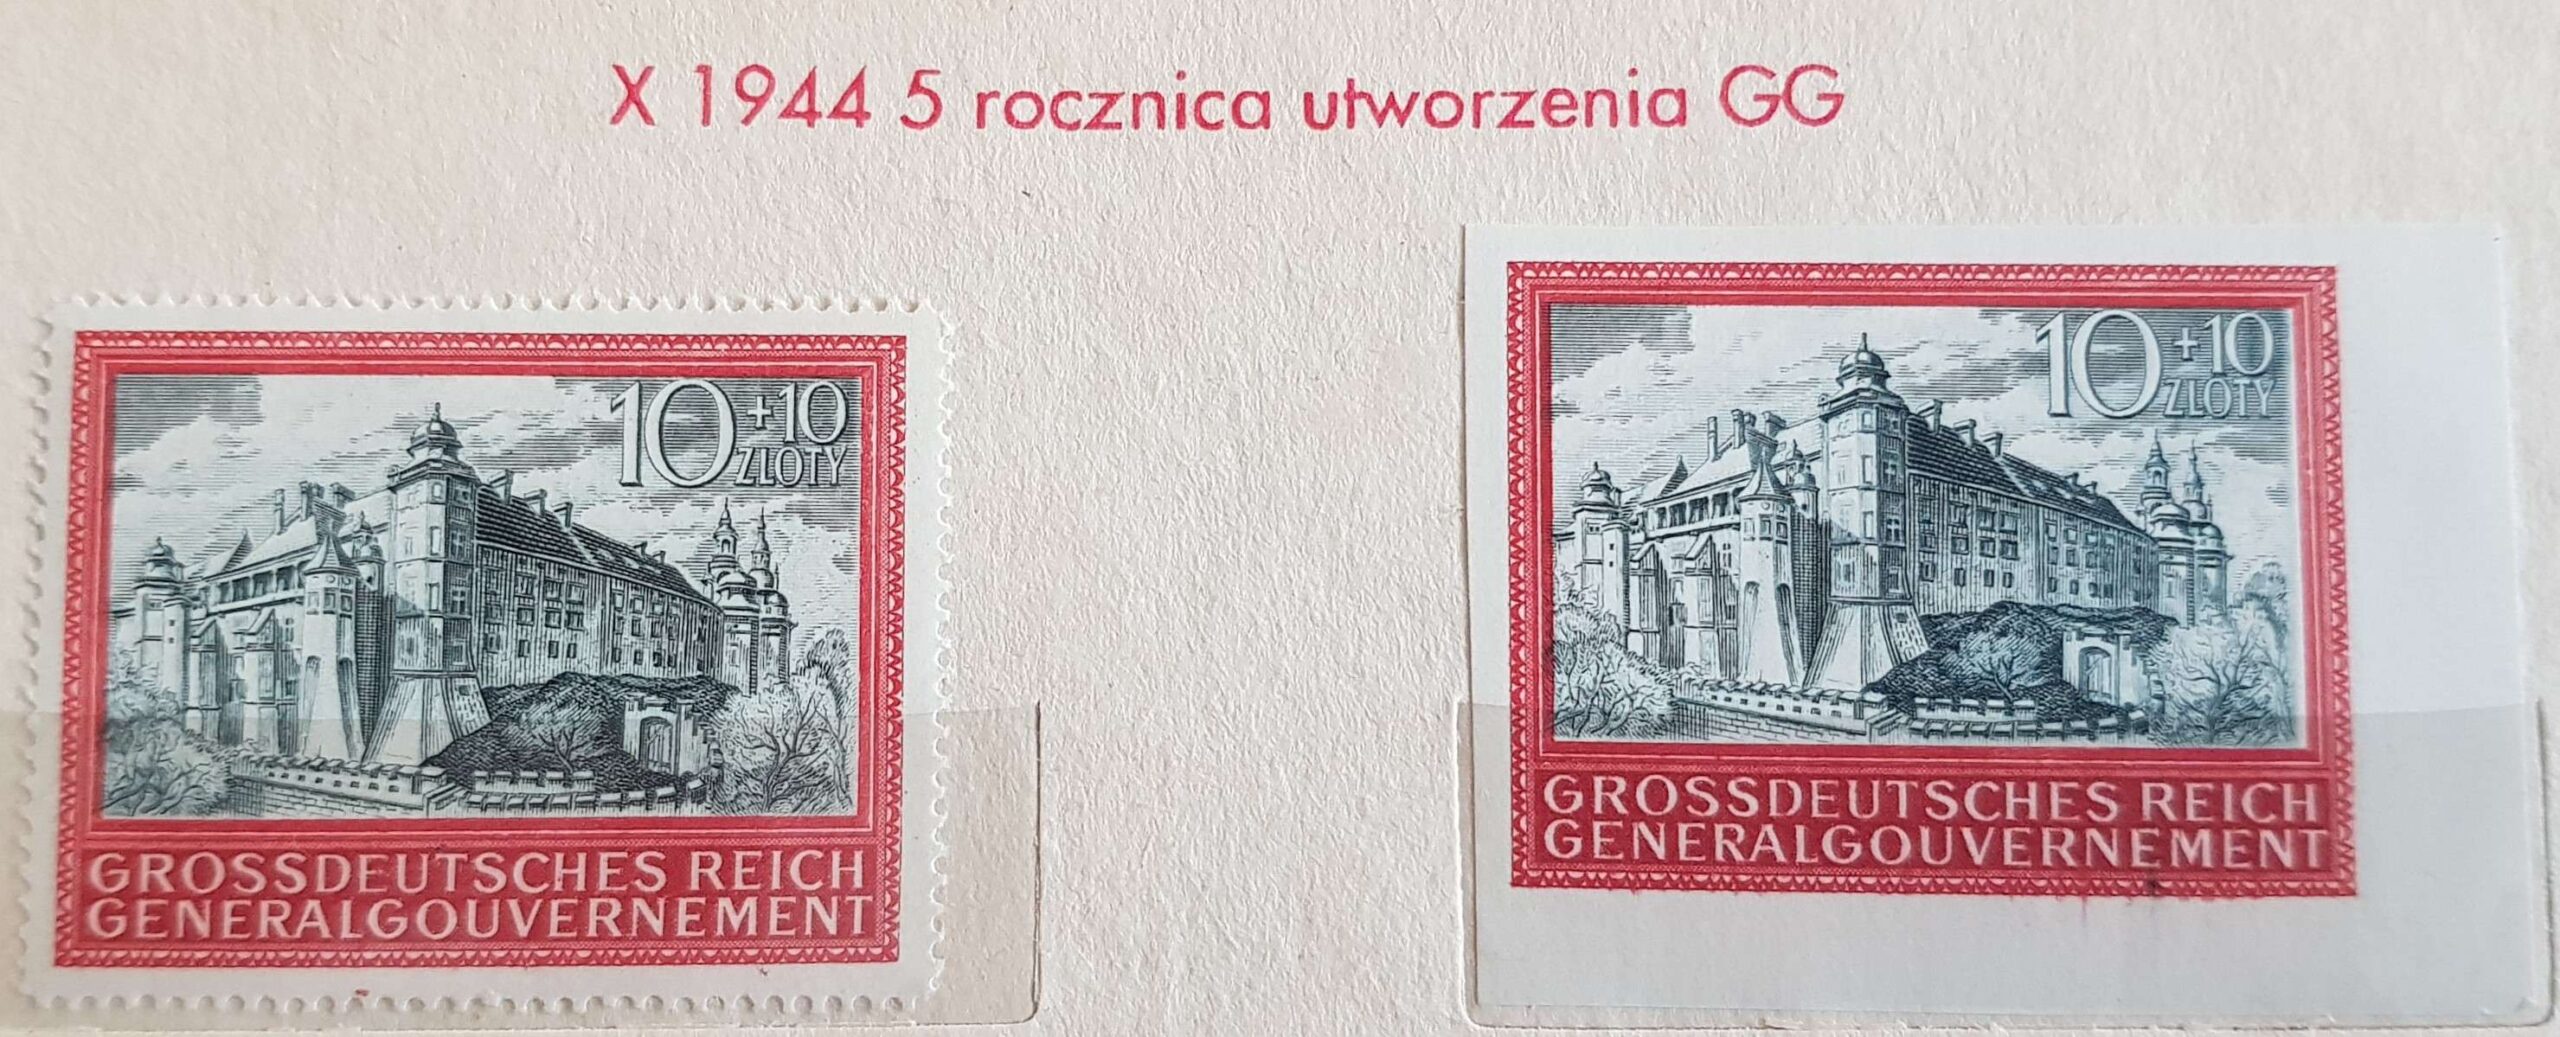 X 1944 5 rocznica utworzenia GG
10+10
ZLOTY
GROSSDEUTSCHES REICH
GENERALGOUVERNEMENT
10+10
ZLOTY
GROSSDEUTSCHES REICH
GENERALGOUVERNEMENT